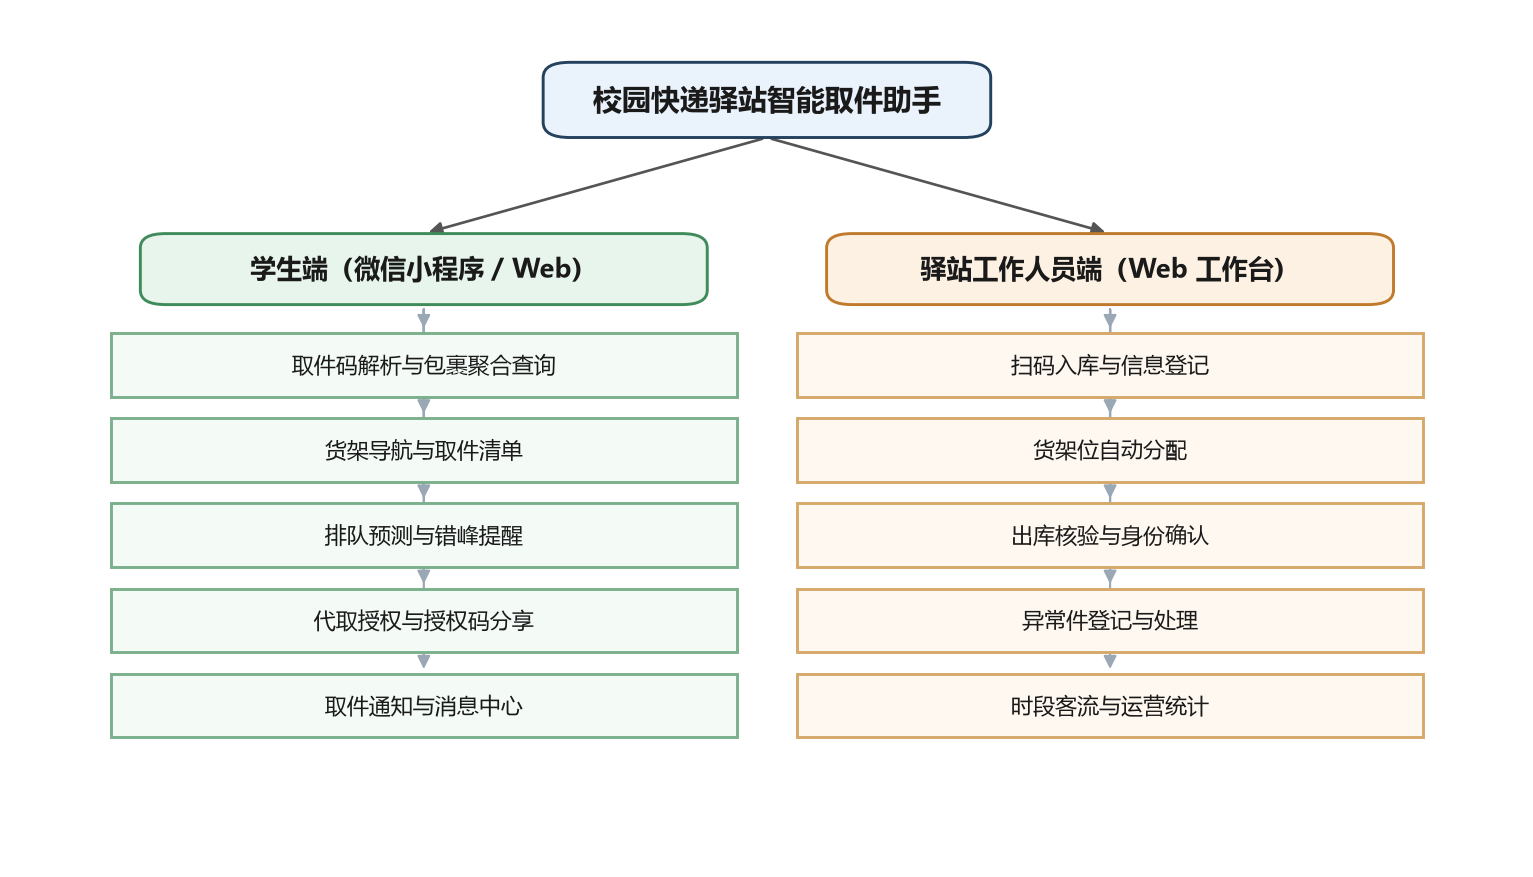 校园快递驿站智能取件助手
学生端（微信小程序 / Web）
取件码解析与包裹聚合查询
货架导航与取件清单
排队预测与错峰提醒
代取授权与授权码分享
取件通知与消息中心
驿站工作人员端（Web 工作台）
扫码入库与信息登记
货架位自动分配
出库核验与身份确认
异常件登记与处理
时段客流与运营统计